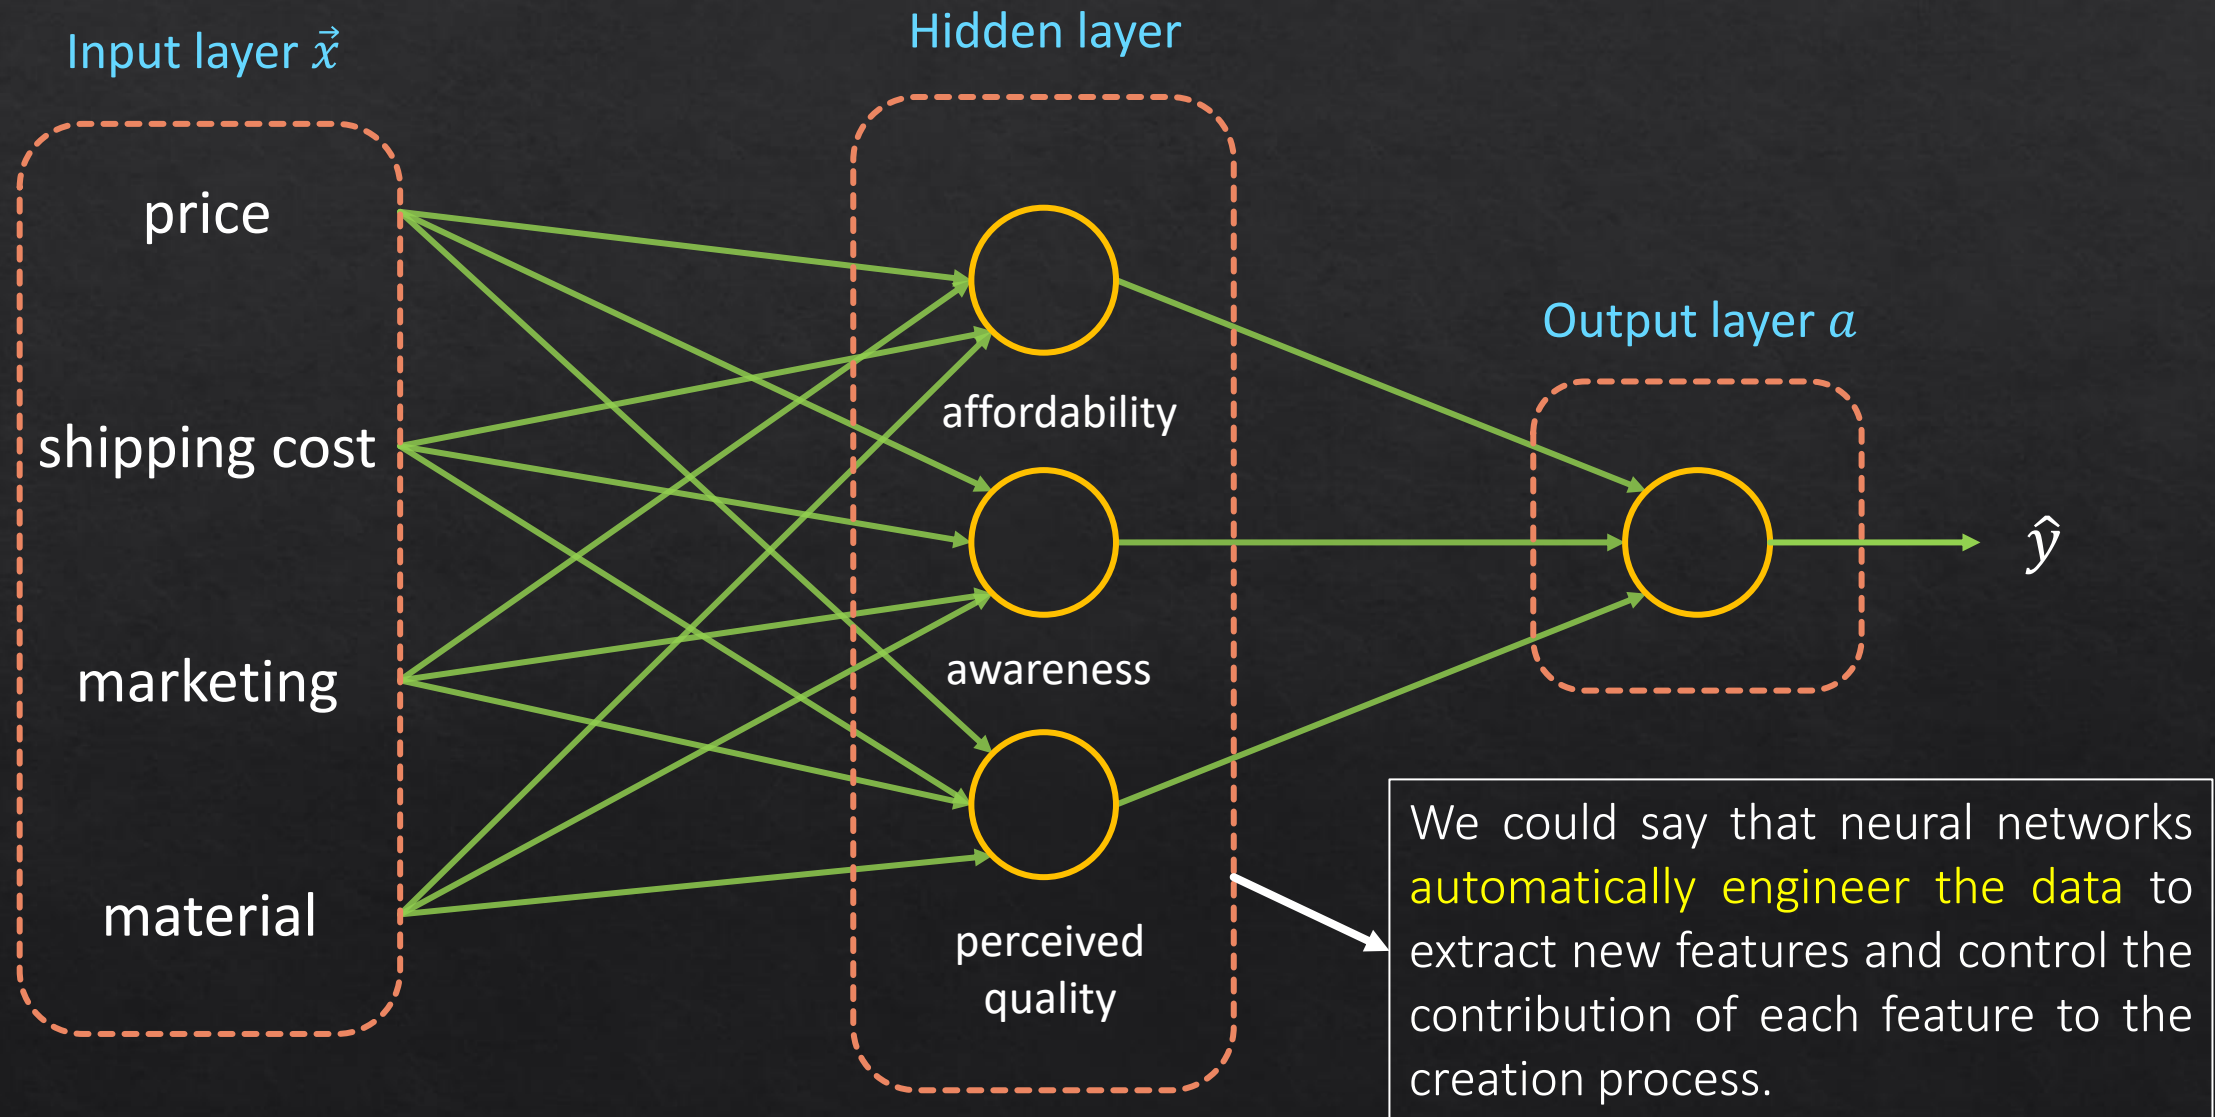 Input layer x⃗
Hidden layer
price
shipping cost
marketing
material
affordability
awareness
perceived
quality
Output layer a
ŷ
We could say that neural networks
automatically engineer the data to
extract new features and control the
contribution of each feature to the
creation process.